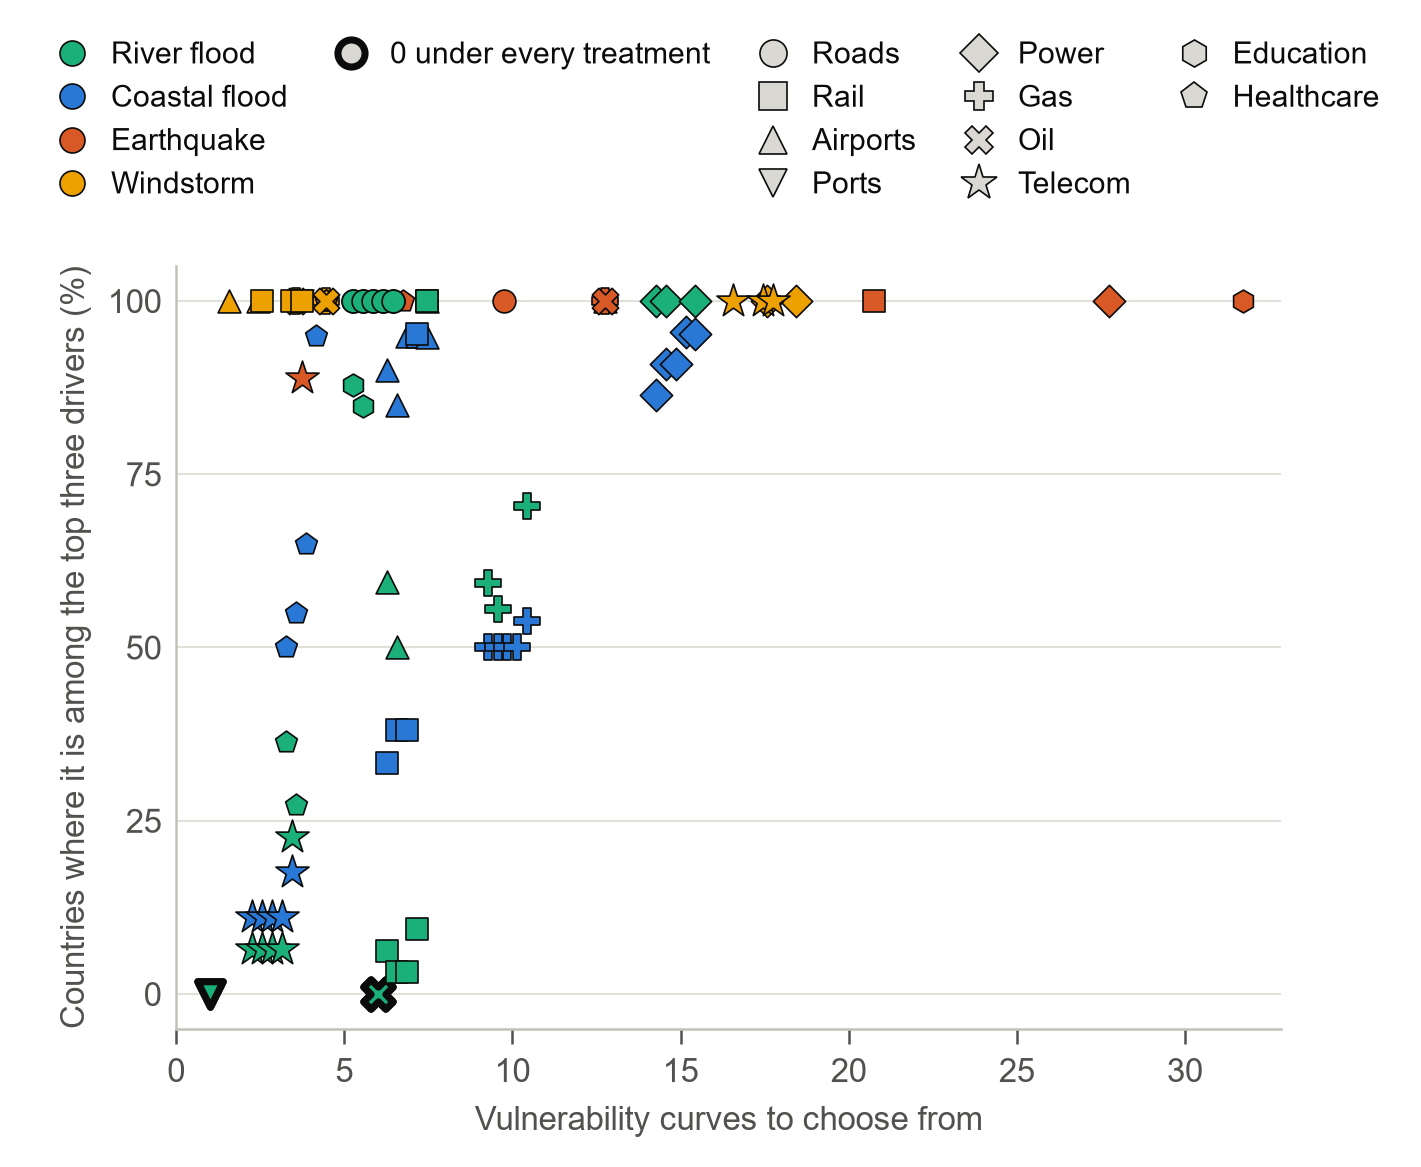 River flood
Coastal flood
Earthquake
Windstorm
0 under every treatment
Roads
Rail
Airports
Ports
Power
Gas
Oil
Telecom
Education
Healthcare
Countries where it is among the top three drivers (%)
100
75
50
25
0
0 5 10 15 20 25 30
Vulnerability curves to choose from